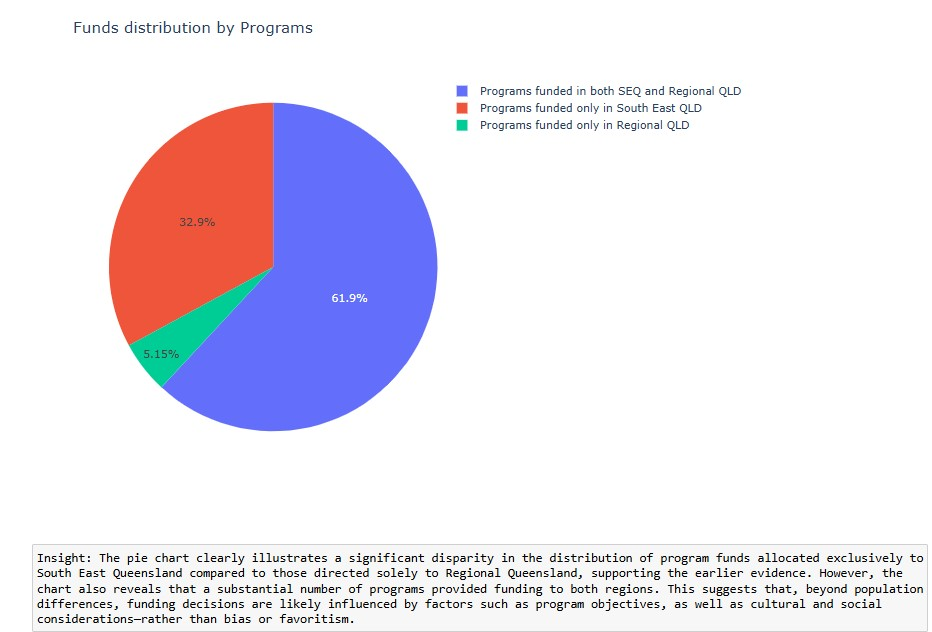 Funds distribution by Programs
Programs funded in both SEQ and Regional QLD
Programs funded only in South East QLD
Programs funded only in Regional QLD
32.9%
61.9%
5.15%
Insight: The pie chart clearly illustrates a significant disparity in the distribution of program funds allocated exclusively to
South East Queensland compared to those directed solely to Regional Queensland, supporting the earlier evidence. However, the
chart also reveals that a substantial number of programs provided funding to both regions. This suggests that, beyond population
differences, funding decisions are likely influenced by factors such as program objectives, as well as cultural and social
considerations—rather than bias or favoritism.